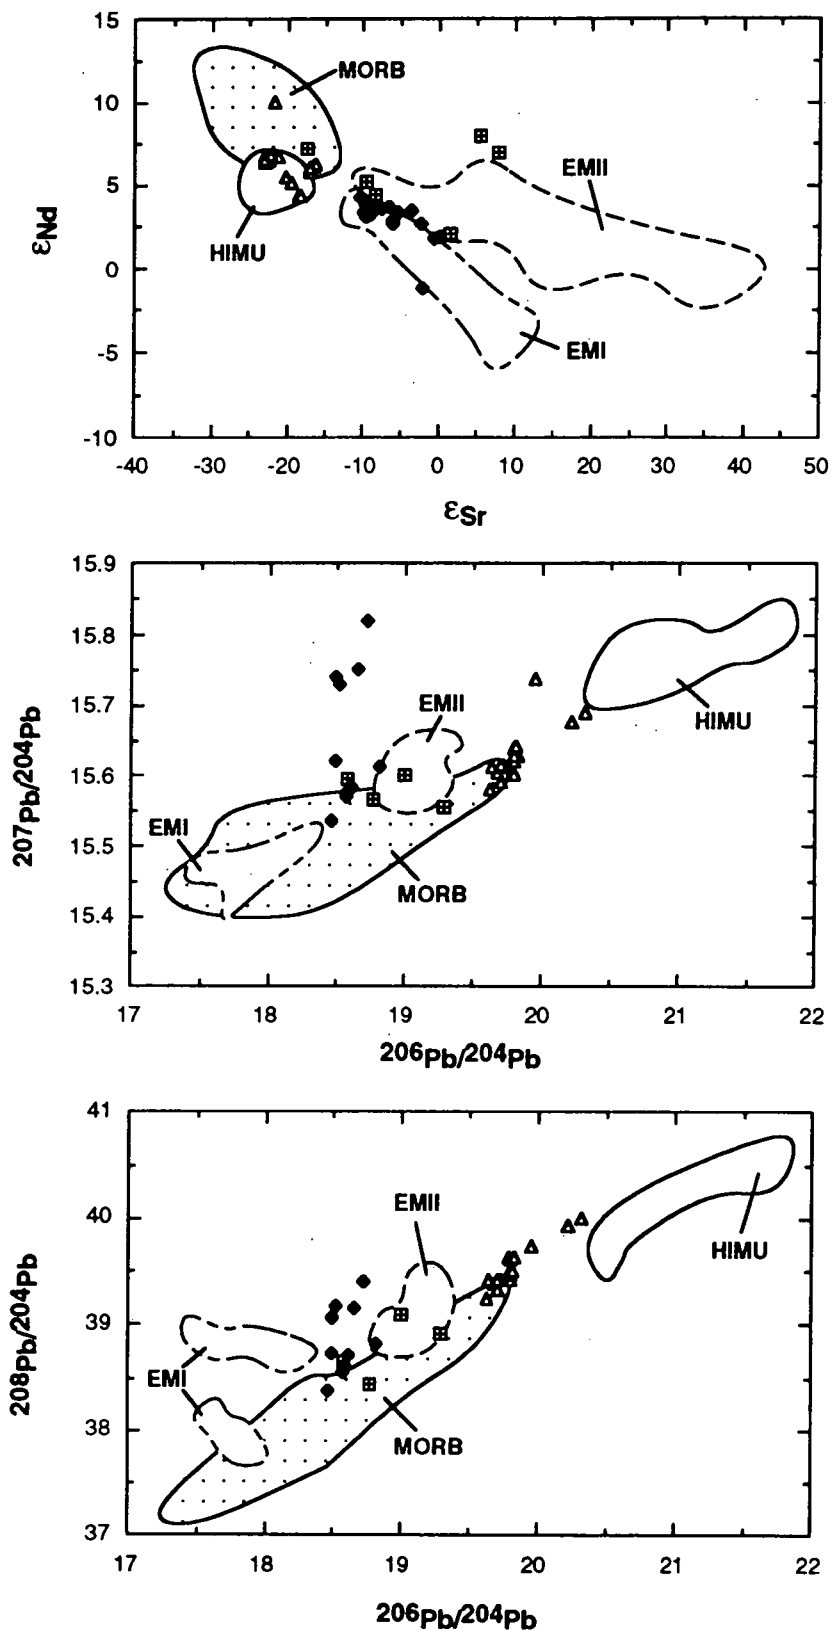 15
10
5
0
-5
-10
εNd
MORB
HIMU
EMII
EMI
-40 -30 -20 -10 0 10 20 30 40 50
εSr
15.9
15.8
15.7
15.6
15.5
15.4
15.3
207Pb/204Pb
EMII
HIMU
EMI
MORB
17 18 19 20 21 22
206Pb/204Pb
41
40
39
38
37
208Pb/204Pb
EMII
HIMU
EMI
MORB
17 18 19 20 21 22
206Pb/204Pb